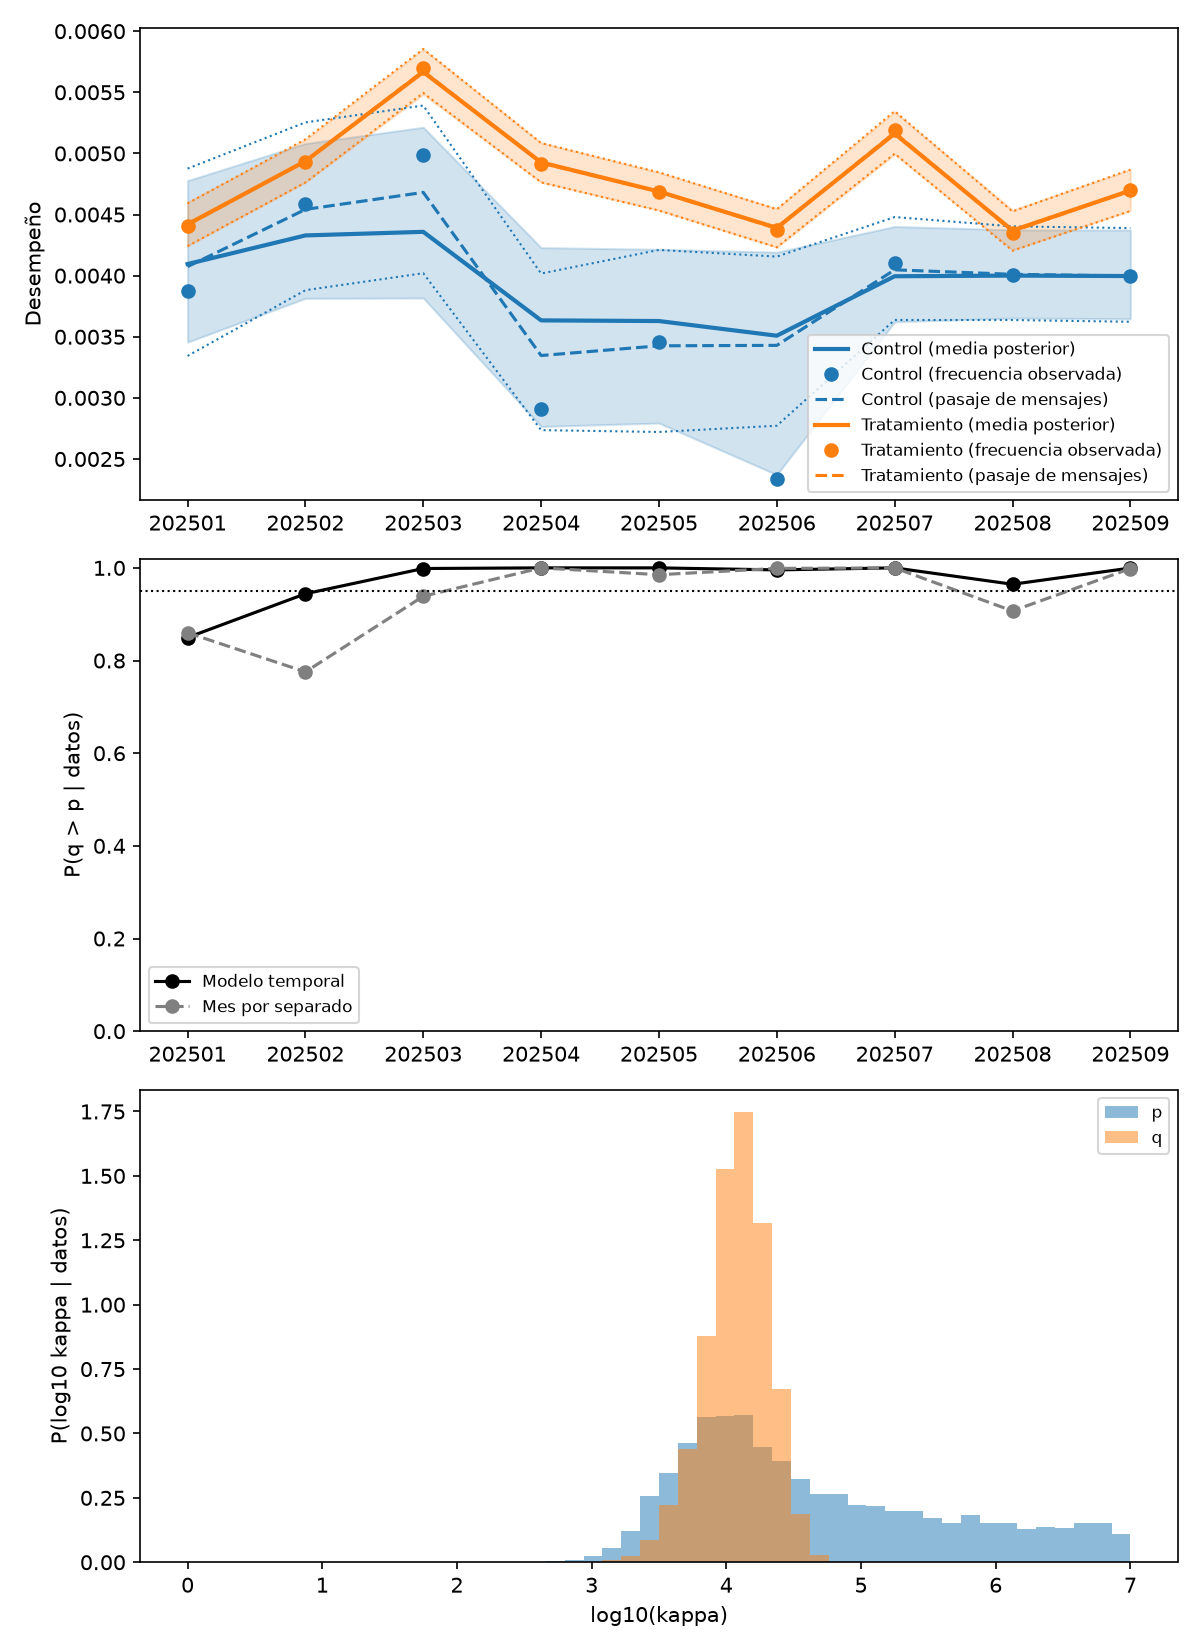 0.0060
0.0055
0.0050
0.0045
0.0040
0.0035
0.0030
0.0025
Desempeño
Control (media posterior)
Control (frecuencia observada)
Control (pasaje de mensajes)
Tratamiento (media posterior)
Tratamiento (frecuencia observada)
Tratamiento (pasaje de mensajes)
202501 202502 202503 202504 202505 202506 202507 202508 202509
1.0
0.8
0.6
0.4
0.2
0.0
P(q > p | datos)
Modelo temporal
Mes por separado
202501 202502 202503 202504 202505 202506 202507 202508 202509
1.75
1.50
1.25
1.00
0.75
0.50
0.25
0.00
P(log10 kappa | datos)
p
q
0 1 2 3 4 5 6 7
log10(kappa)